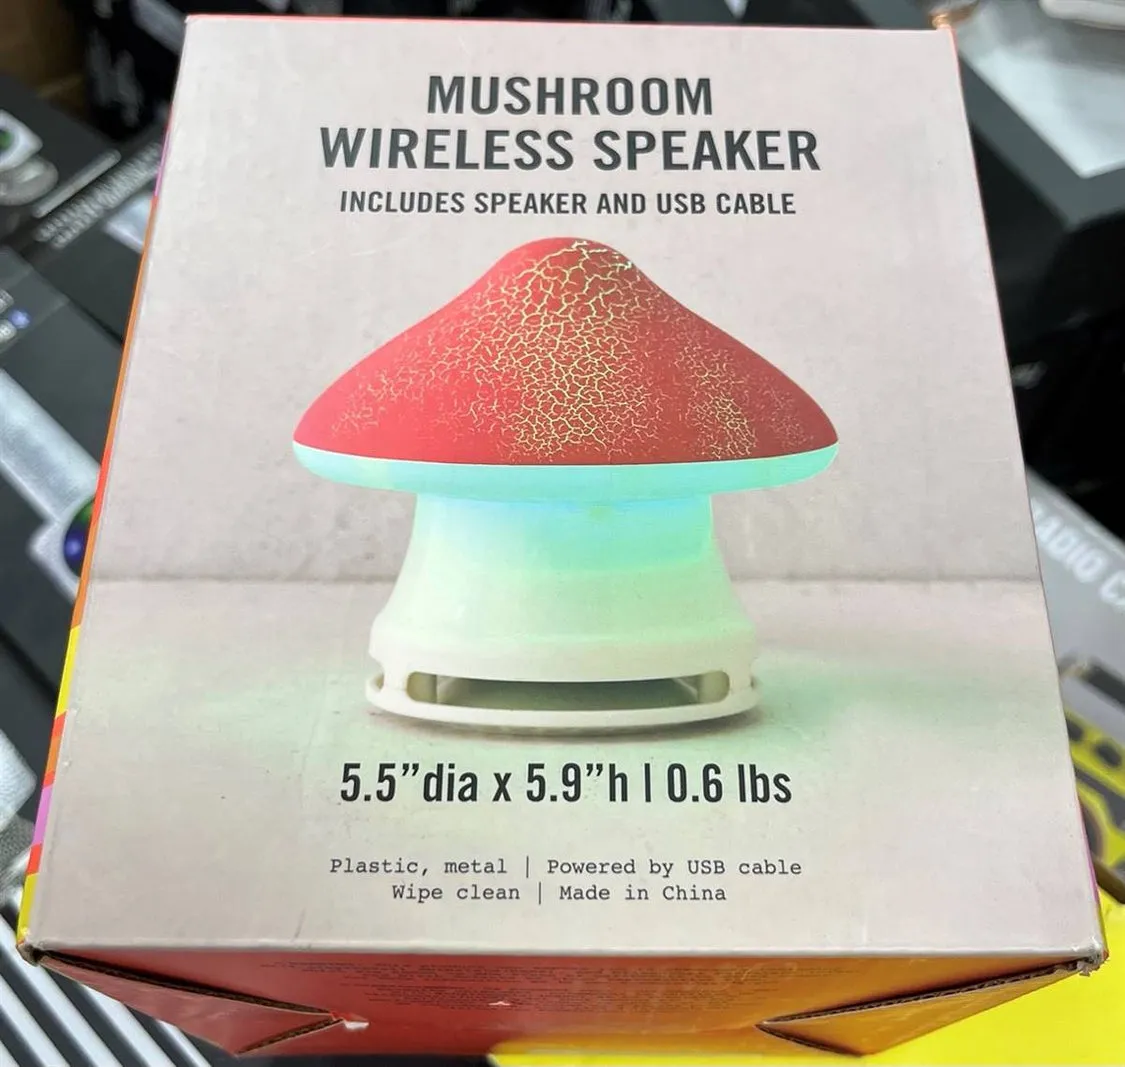 MUSHROOM
WIRELESS SPEAKER
INCLUDES SPEAKER AND USB CABLE
5.5”dia x 5.9”h | 0.6 lbs
Plastic, metal | Powered by USB cable
Wipe clean | Made in China